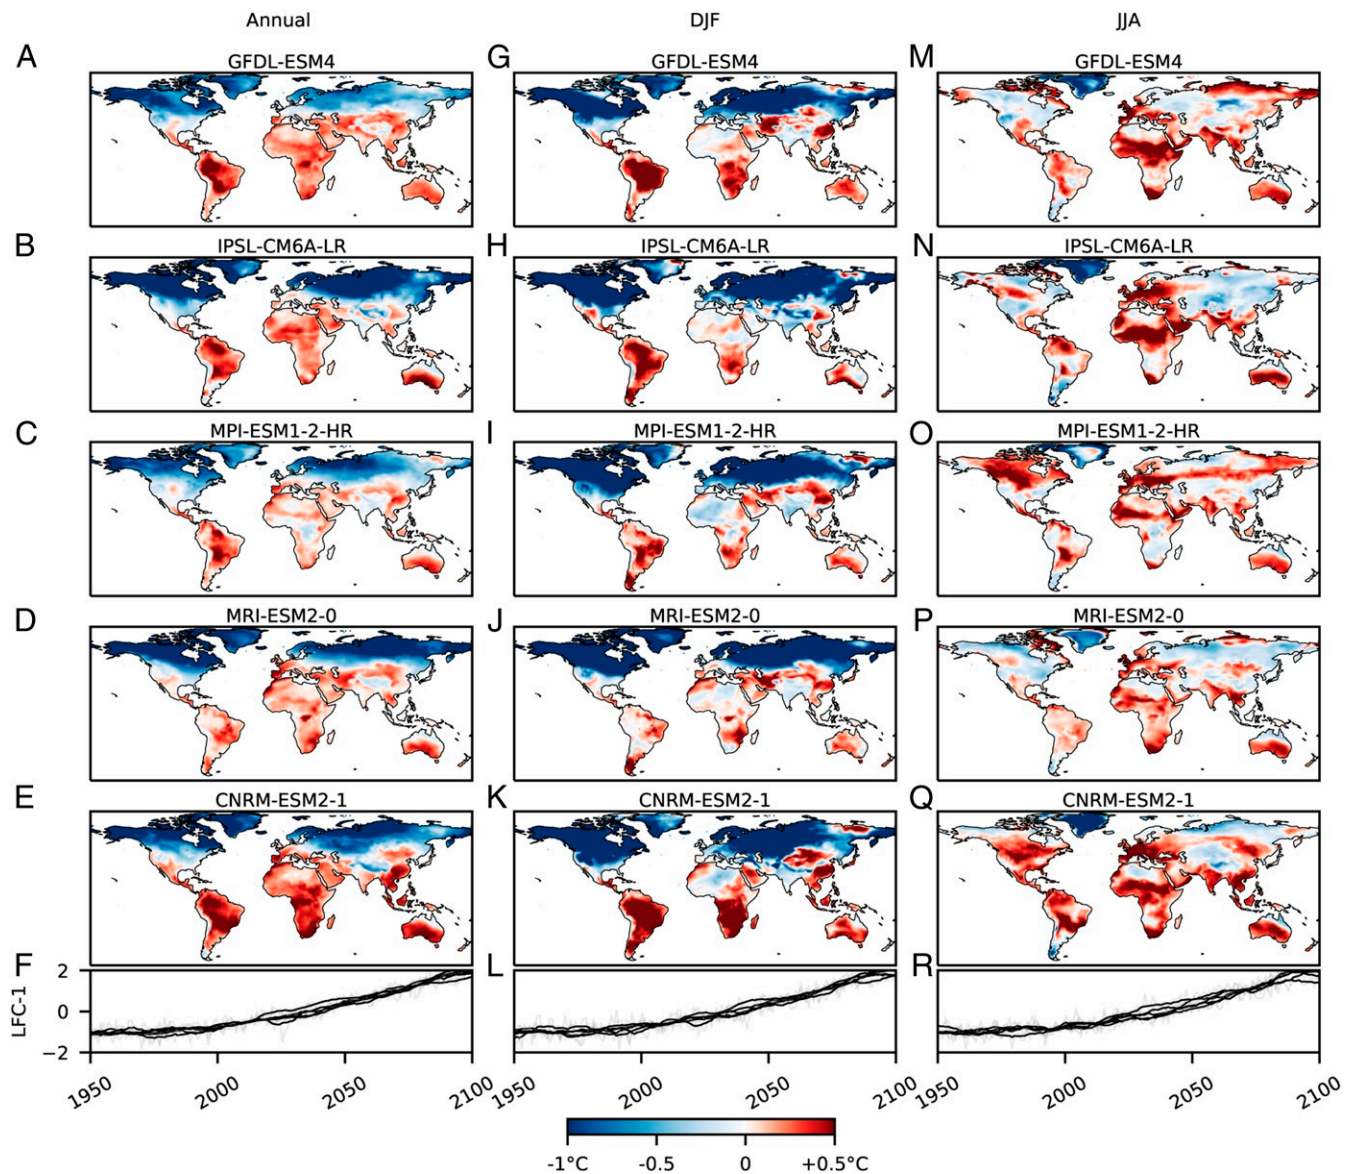 Annual DJF JJA
A G M
GFDL-ESM4 GFDL-ESM4 GFDL-ESM4
B H N
IPSL-CM6A-LR IPSL-CM6A-LR IPSL-CM6A-LR
C I O
MPI-ESM1-2-HR MPI-ESM1-2-HR MPI-ESM1-2-HR
D J P
MRI-ESM2-0 MRI-ESM2-0 MRI-ESM2-0
E K Q
CNRM-ESM2-1 CNRM-ESM2-1 CNRM-ESM2-1
F L R
2
LFC-1
0
−2
1950 2000 2050 2100 1950 2000 2050 2100 1950 2000 2050 2100
-1°C -0.5 0 +0.5°C